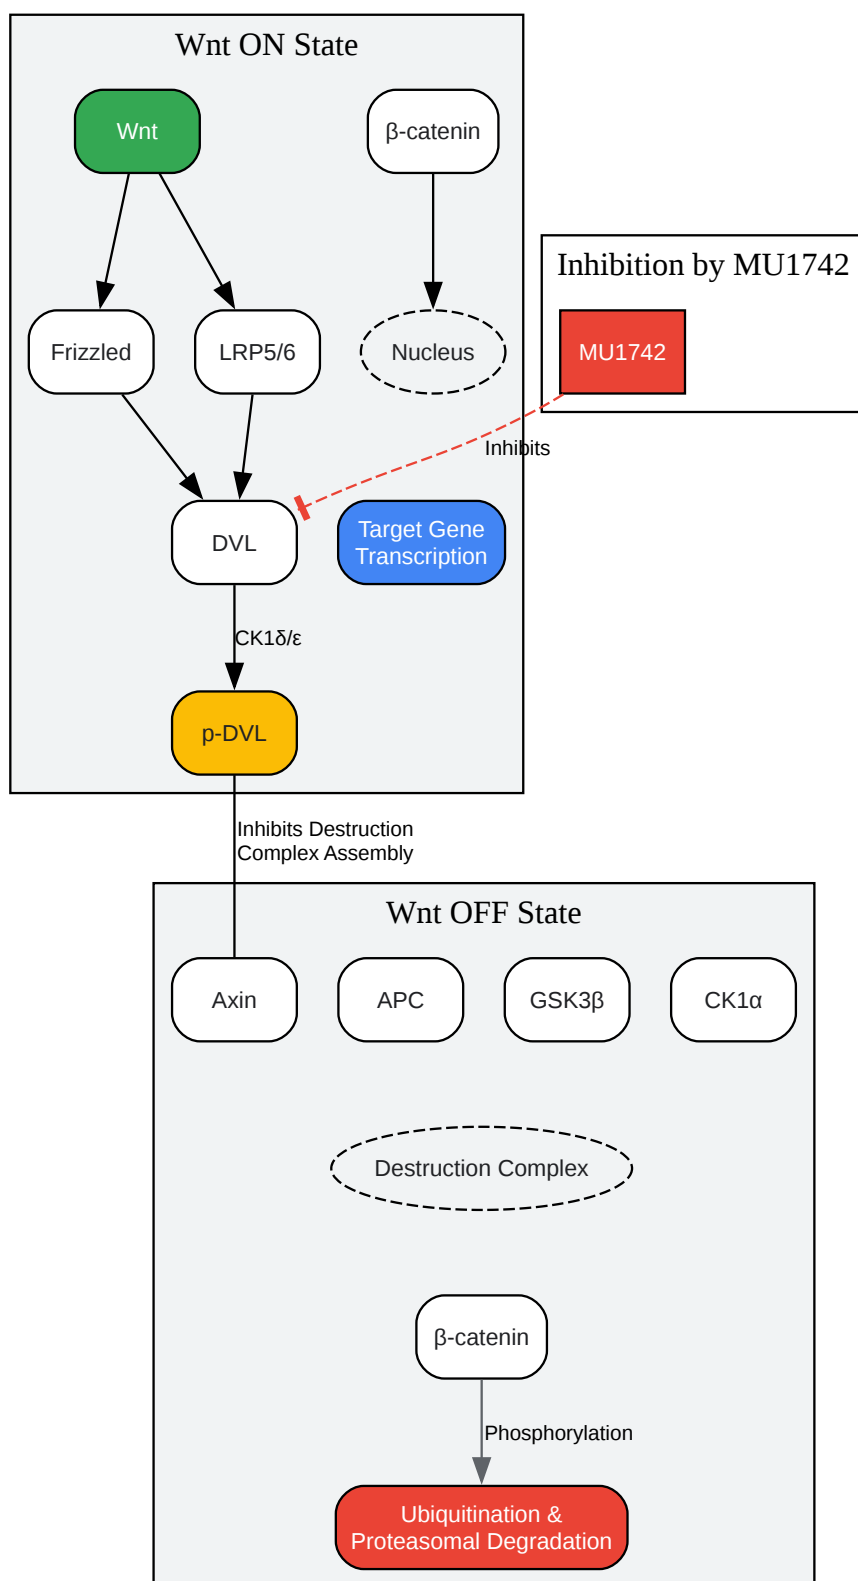 Wnt ON State
Wnt
β-catenin
Inhibition by MU1742
Frizzled
LRP5/6
Nucleus
MU1742
Inhibits
DVL
Target Gene
Transcription
CK1δ/ε
p-DVL
Inhibits Destruction
Complex Assembly
Wnt OFF State
Axin
APC
GSK3β
CK1α
Destruction Complex
β-catenin
Phosphorylation
Ubiquitination &
Proteasomal Degradation